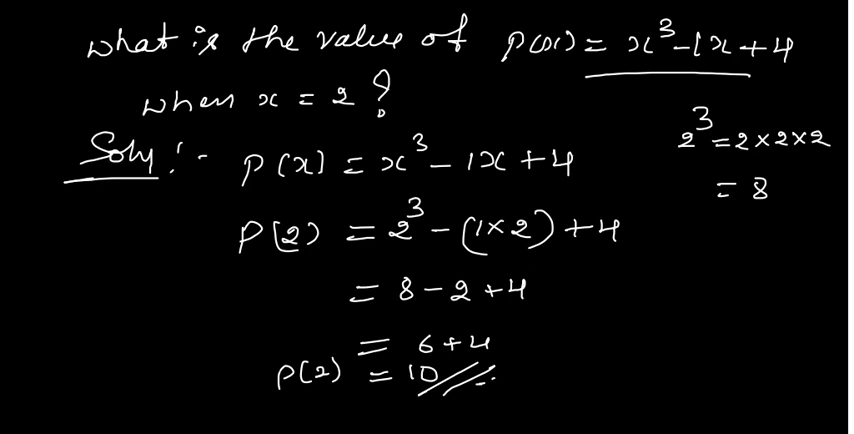 what is the value of p(x) = x³ - 1x + 4
when x = 2 ?
Soln :-
p(x) = x³ - 1x + 4
2³ = 2 × 2 × 2
= 8
P(2) = 2³ - (1×2) + 4
= 8 - 2 + 4
= 6 + 4
p(2) = 10